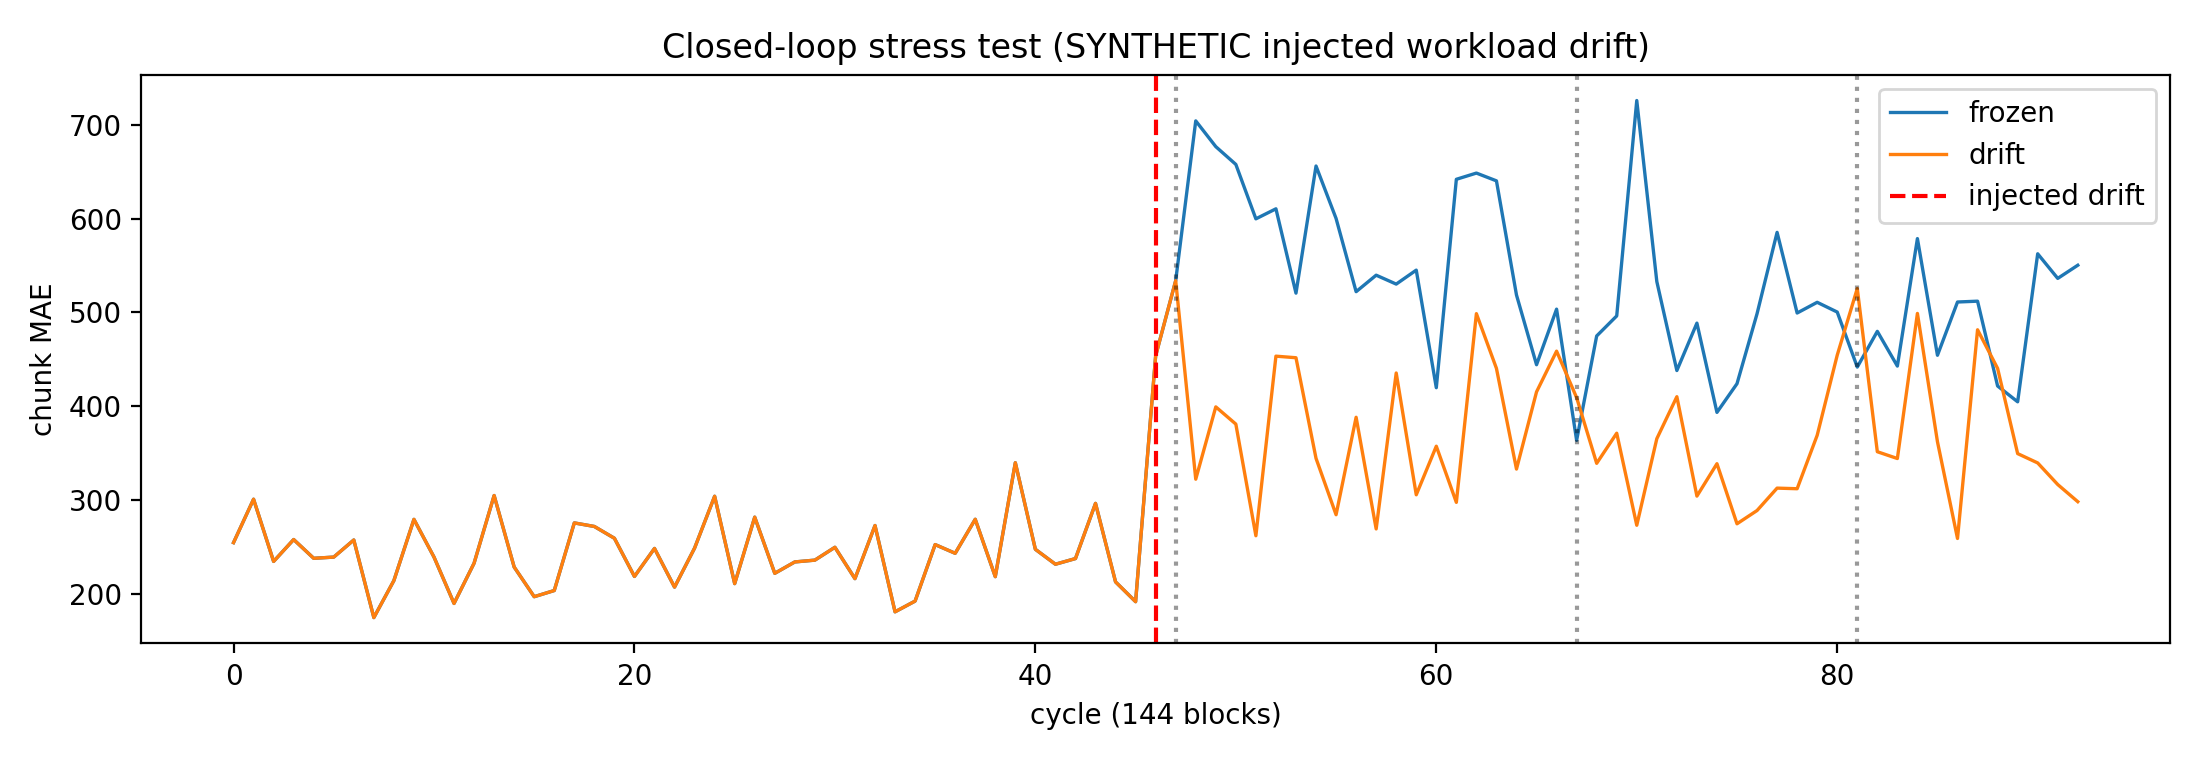 Closed-loop stress test (SYNTHETIC injected workload drift)
frozen
drift
injected drift
700
600
500
400
300
200
chunk MAE
0
20
40
60
80
cycle (144 blocks)